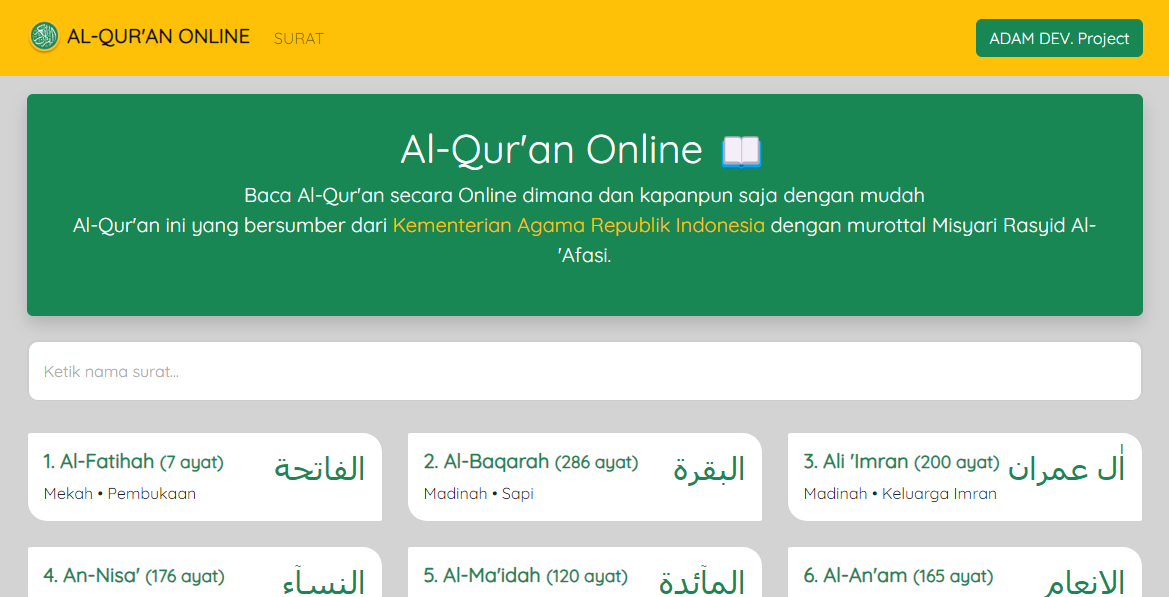 AL-QUR'AN ONLINE SURAT ADAM DEV. Project
Al-Qur'an Online
Baca Al-Qur'an secara Online dimana dan kapanpun saja dengan mudah
Al-Qur'an ini yang bersumber dari Kementerian Agama Republik Indonesia dengan murottal Misyari Rasyid Al-
'Afasi.
Ketik nama surat...
1. Al-Fatihah (7 ayat) الفاتحة
Mekah • Pembukaan
2. Al-Baqarah (286 ayat) البقرة
Madinah • Sapi
3. Ali 'Imran (200 ayat) اٰل عمران
Madinah • Keluarga Imran
4. An-Nisa' (176 ayat) النساۤء
5. Al-Ma'idah (120 ayat) الماۤئدة
6. Al-An'am (165 ayat) الانعام